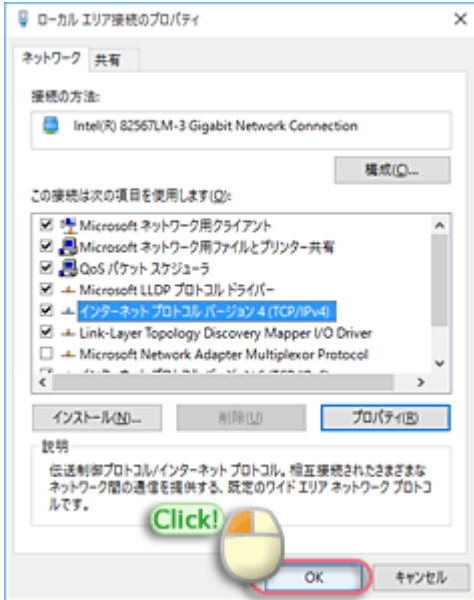 ローカル エリア接続のプロパティ
ネットワーク 共有
接続の方法:
Intel(R) 82567LM-3 Gigabit Network Connection
構成(C)...
この接続は次の項目を使用します(O):
Microsoft ネットワーク用クライアント
Microsoft ネットワーク用ファイルとプリンター共有
QoS パケット スケジューラ
Microsoft LLDP プロトコル ドライバー
インターネット プロトコル バージョン 4 (TCP/IPv4)
Link-Layer Topology Discovery Mapper I/O Driver
Microsoft Network Adapter Multiplexor Protocol
インストール(N)... 削除(U) プロパティ(R)
説明
伝送制御プロトコル/インターネット プロトコル。相互接続されたさまざまな
ネットワーク間の通信を提供する、既定のワイド エリア ネットワーク プロトコ
ルです。
Click!
OK キャンセル